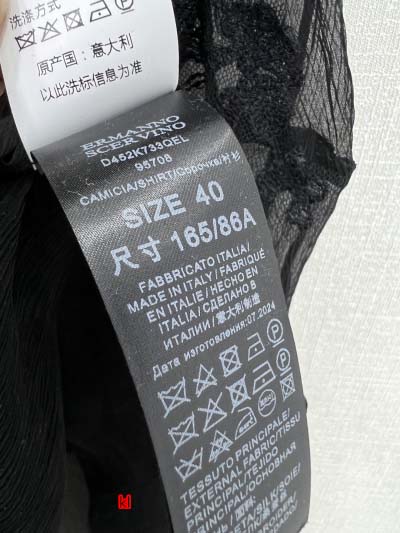 洗涤方式
原产国:意大利
以此洗标信息为准
ERMANNO
SCERVINO
D452K733QEL
95708
CAMICIA/SHIRT/Сорочка/衬衫
SIZE 40
尺寸 165/86A
FABBRICATO ITALIA/
MADE IN ITALY/FABRIQUÉ
EN ITALIE/HECHO EN
ITALIA/СДЕЛАНО В
ИТАЛИИ/意大利制造
Дата изготовления:07.2024
TESSUTO PRINCIPALE/
EXTERNAL FABRIC/TISSU
PRINCIPAL/TEJIDO
PRINCIPAL/ОСНОВНАЯ
kl